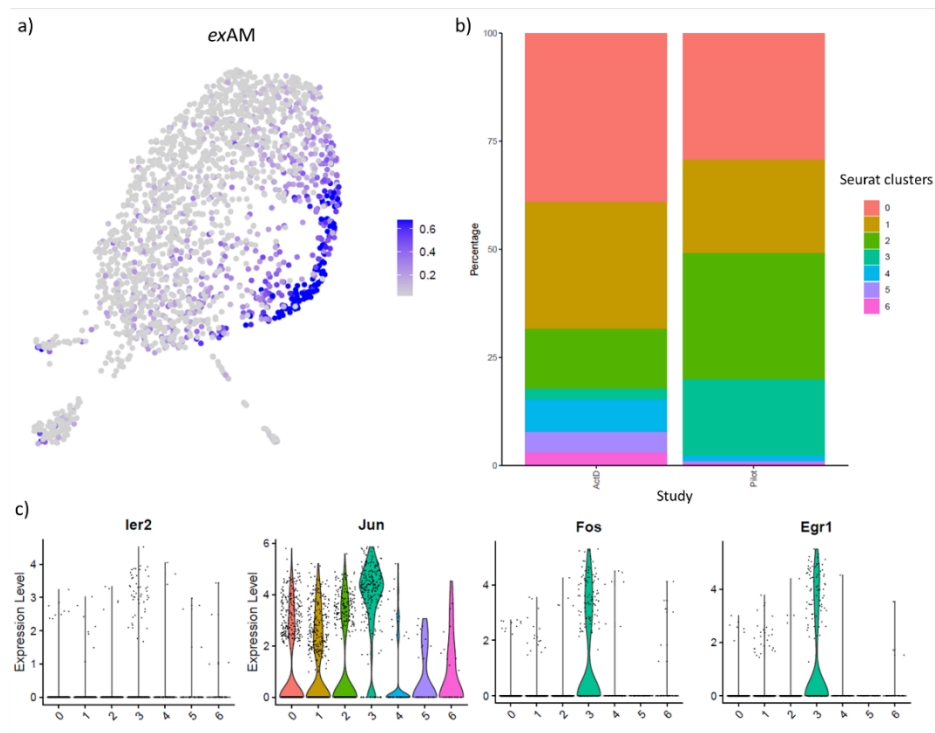 a)
exAM
0.6
0.4
0.2
b)
100
75
50
25
0
Percentage
ActD
Pilot
Study
Seurat clusters
0
1
2
3
4
5
6
c)
Ier2
Expression Level
4
3
2
1
0
0 1 2 3 4 5 6
Jun
Expression Level
6
4
2
0
0 1 2 3 4 5 6
Fos
4
2
0
0 1 2 3 4 5 6
Egr1
4
2
0
0 1 2 3 4 5 6